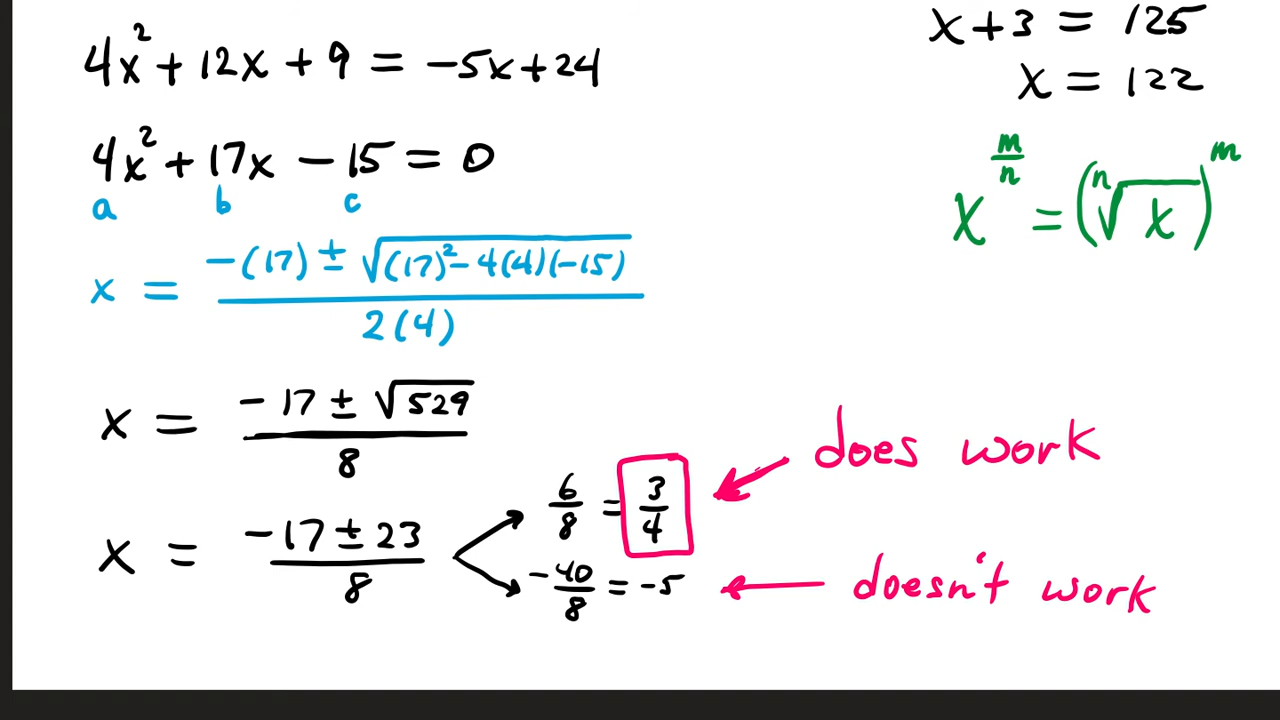 4x² + 12x + 9 = -5x + 24
4x² + 17x - 15 = 0
a b c
x = (-(17) ± √((17)² - 4(4)(-15))) / 2(4)
x = (-17 ± √529) / 8
x = (-17 ± 23) / 8
6/8 = 3/4
-40/8 = -5
does work
doesn't work
x + 3 = 125
x = 122
x^(m/n) = (ⁿ√x)^m